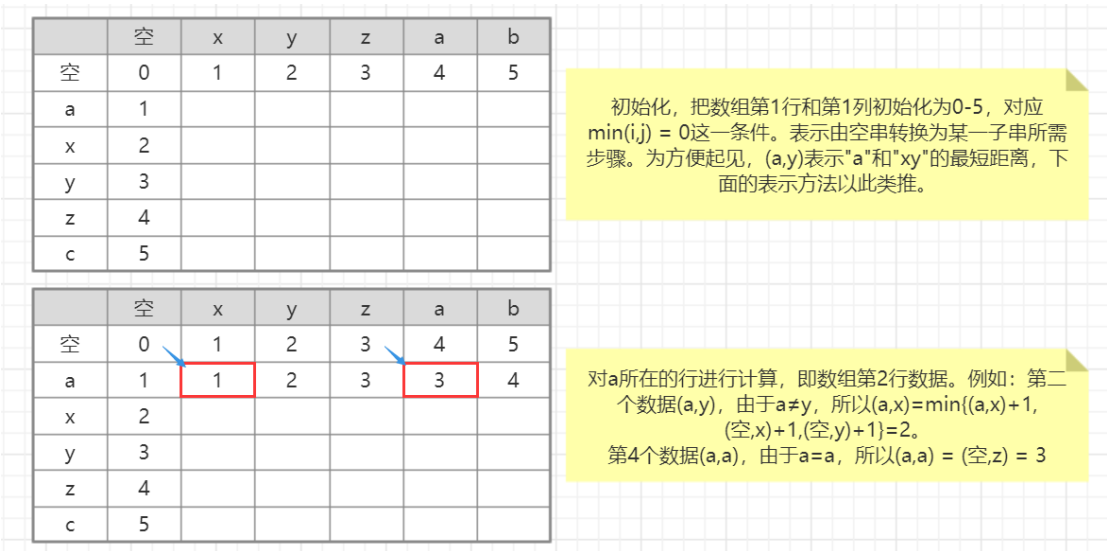 空 x y z a b
空 0 1 2 3 4 5
a 1
x 2
y 3
z 4
c 5
初始化，把数组第1行和第1列初始化为0-5，对应
min(i,j) = 0这一条件。表示由空串转换为某一子串所需
步骤。为方便起见，(a,y)表示"a"和"xy"的最短距离，下
面的表示方法以此类推。
空 x y z a b
空 0 1 2 3 4 5
a 1 1 2 3 3 4
x 2
y 3
z 4
c 5
对a所在的行进行计算，即数组第2行数据。例如：第二
个数据(a,y)，由于a≠y，所以(a,x)=min{(a,x)+1,
(空,x)+1,(空,y)+1}=2。
第4个数据(a,a)，由于a=a，所以(a,a) = (空,z) = 3